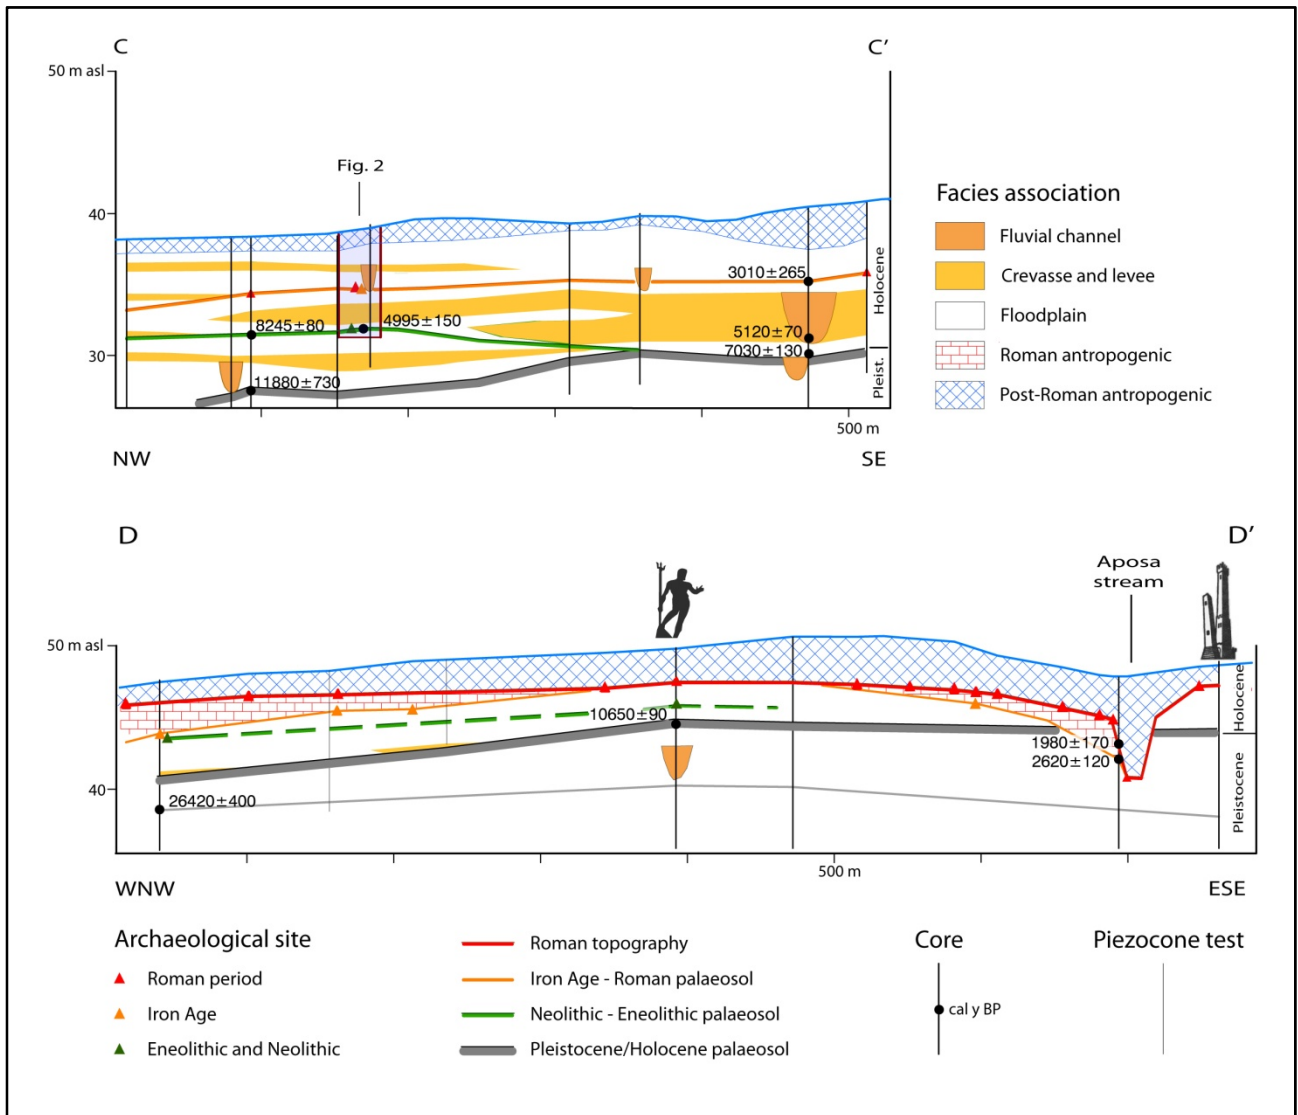 C
C’
50 m asl
Fig. 2
40
30
3010±265
8245±80
4995±150
5120±70
7030±130
11880±730
Holocene
Pleist.
500 m
NW
SE
Facies association
Fluvial channel
Crevasse and levee
Floodplain
Roman antropogenic
Post-Roman antropogenic
D
D’
Aposa
stream
50 m asl
40
10650±90
1980±170
2620±120
26420±400
Holocene
Pleistocene
500 m
WNW
ESE
Archaeological site
Roman period
Iron Age
Eneolithic and Neolithic
Roman topography
Iron Age - Roman palaeosol
Neolithic - Eneolithic palaeosol
Pleistocene/Holocene palaeosol
Core
cal y BP
Piezocone test